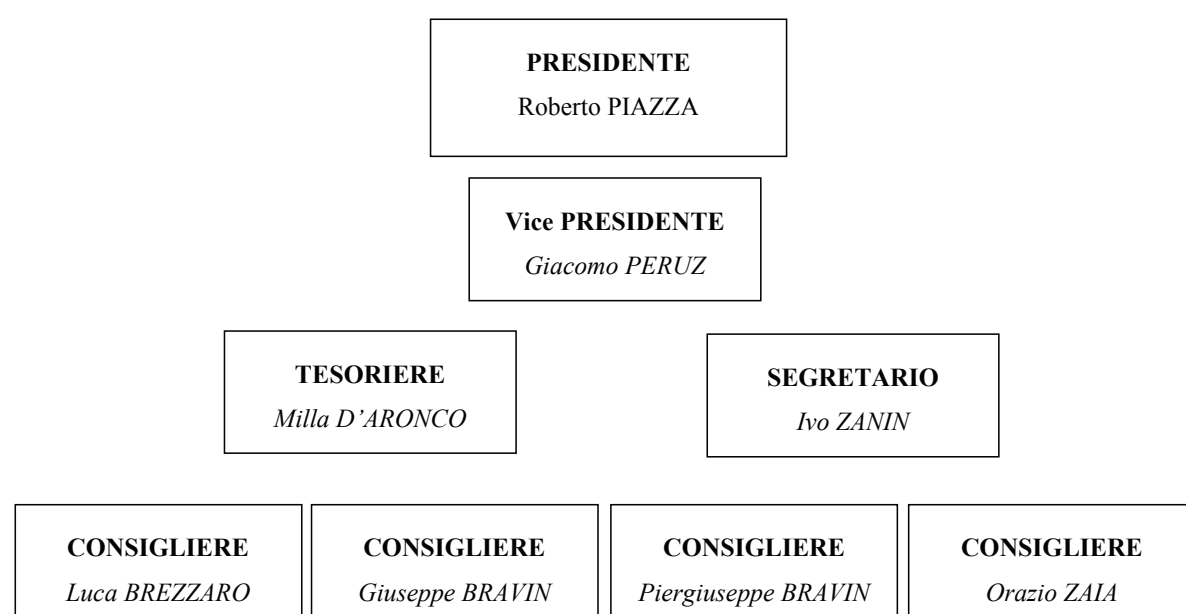 PRESIDENTE
Roberto PIAZZA
Vice PRESIDENTE
Giacomo PERUZ
TESORIERE
Milla D’ARONCO
SEGRETARIO
Ivo ZANIN
CONSIGLIERE
Luca BREZZARO
CONSIGLIERE
Giuseppe BRAVIN
CONSIGLIERE
Piergiuseppe BRAVIN
CONSIGLIERE
Orazio ZAIA